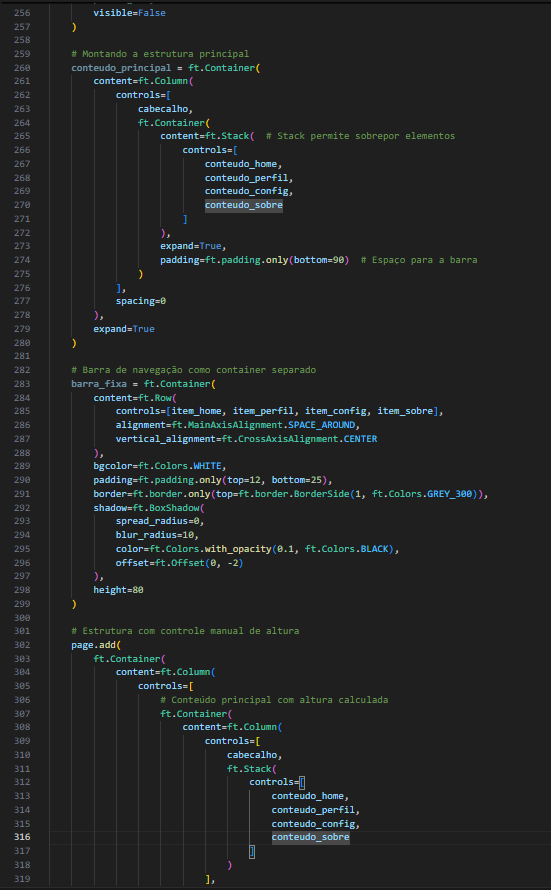 256 visible=False
257 )
258
259 # Montando a estrutura principal
260 conteudo_principal = ft.Container(
261 content=ft.Column(
262 controls=[
263 cabecalho,
264 ft.Container(
265 content=ft.Stack(  # Stack permite sobrepor elementos
266 controls=[
267 conteudo_home,
268 conteudo_perfil,
269 conteudo_config,
270 conteudo_sobre
271 ]
272 ),
273 expand=True,
274 padding=ft.padding.only(bottom=90)  # Espaço para a barra
275 )
276 ],
277 spacing=0
278 ),
279 expand=True
280 )
281
282 # Barra de navegação como container separado
283 barra_fixa = ft.Container(
284 content=ft.Row(
285 controls=[item_home, item_perfil, item_config, item_sobre],
286 alignment=ft.MainAxisAlignment.SPACE_AROUND,
287 vertical_alignment=ft.CrossAxisAlignment.CENTER
288 ),
289 bgcolor=ft.Colors.WHITE,
290 padding=ft.padding.only(top=12, bottom=25),
291 border=ft.border.only(top=ft.border.BorderSide(1, ft.Colors.GREY_300)),
292 shadow=ft.BoxShadow(
293 spread_radius=0,
294 blur_radius=10,
295 color=ft.Colors.with_opacity(0.1, ft.Colors.BLACK),
296 offset=ft.Offset(0, -2)
297 ),
298 height=80
299 )
300
301 # Estrutura com controle manual de altura
302 page.add(
303 ft.Container(
304 content=ft.Column(
305 controls=[
306 # Conteúdo principal com altura calculada
307 ft.Container(
308 content=ft.Column(
309 controls=[
310 cabecalho,
311 ft.Stack(
312 controls=[
313 conteudo_home,
314 conteudo_perfil,
315 conteudo_config,
316 conteudo_sobre
317 ]
318 )
319 ],